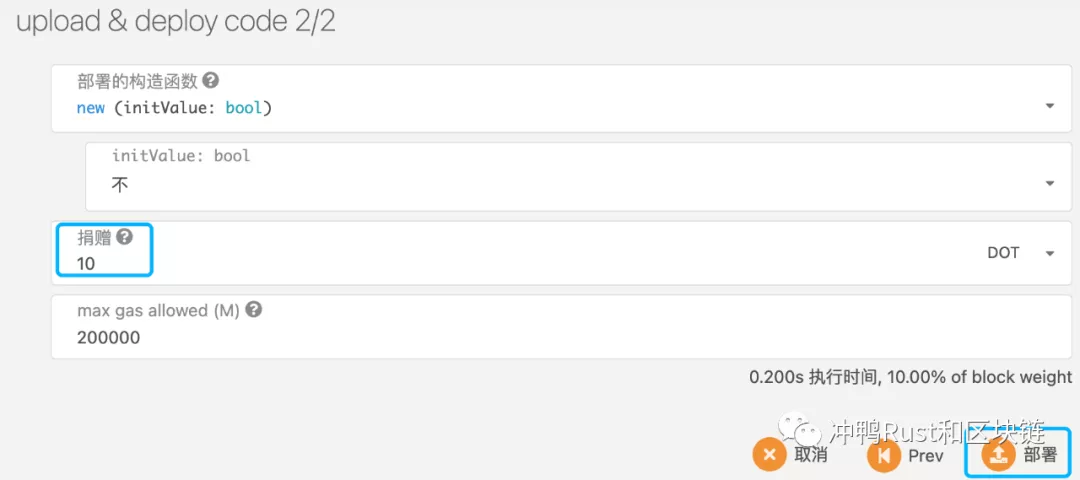 upload & deploy code 2/2
部署的构造函数
new (initValue: bool)
initValue: bool
不
捐赠
10
DOT
max gas allowed (M)
200000
0.200s 执行时间, 10.00% of block weight
冲鸭Rust和区块链
取消
Prev
部署